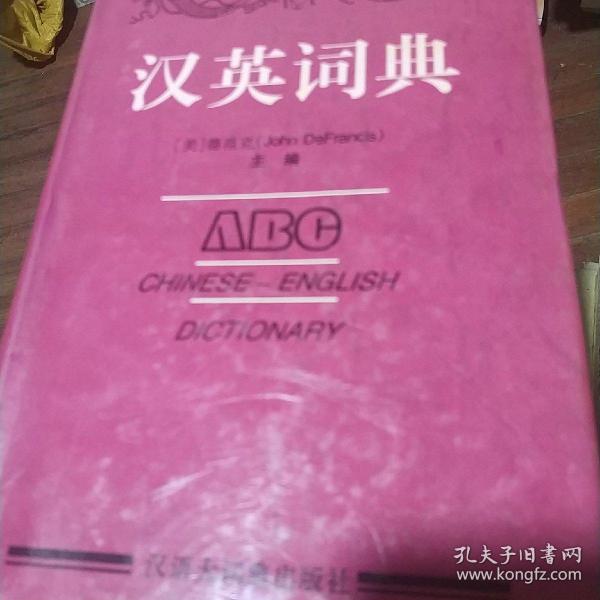 汉英词典
[美]德范克(John DeFrancis)
主 编
ABC
CHINESE-ENGLISH
DICTIONARY
汉语大词典出版社
孔夫子旧书网
www.kongfz.com